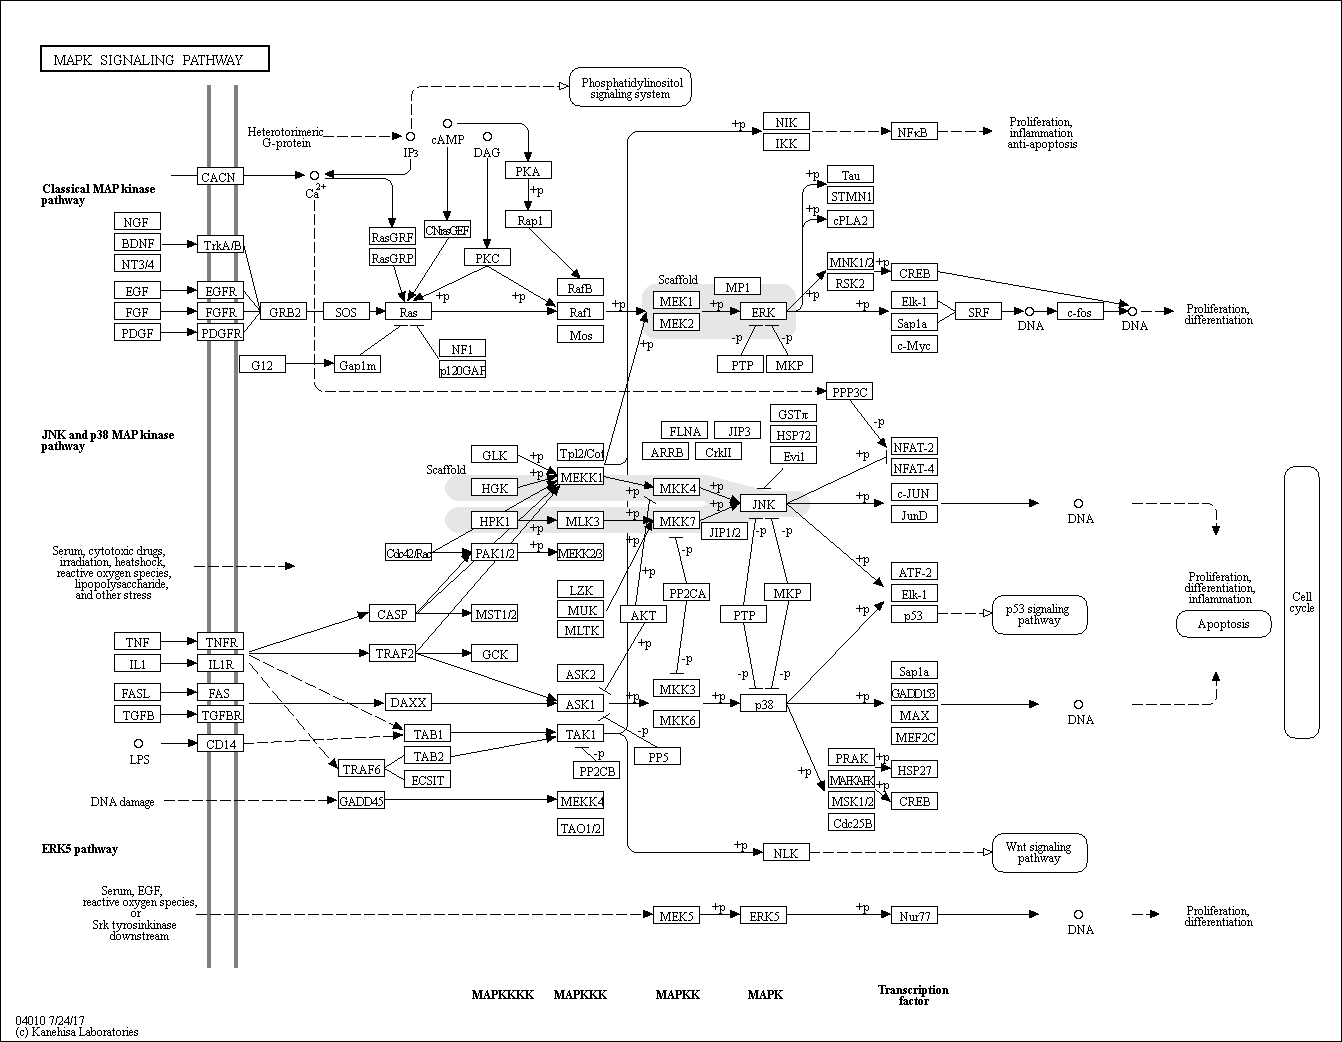 MAPK SIGNALING PATHWAY
Phosphatidylinositol
signaling system
Heterotorimeric
G-protein
IP3
cAMP
DAG
+p
NIK
IKK
NFκB
Proliferation,
inflammation
anti-apoptosis
CACN
Ca2+
PKA
+p
Rap1
+p
Tau
STMN1
+p
cPLA2
Classical MAP kinase
pathway
NGF
BDNF
NT3/4
TrkA/B
RasGRF
RasGRP
CNrasGEF
PKC
EGF
EGFR
FGF
FGFR
PDGF
PDGFR
GRB2
SOS
Ras
+p
+p
RafB
Raf1
Mos
+p
Scaffold
MEK1
MEK2
+p
MP1
ERK
+p
MNK1/2
RSK2
+p
CREB
+p
Elk-1
Sap1a
c-Myc
SRF
DNA
c-fos
DNA
Proliferation,
differentiation
G12
Gap1m
NF1
p120GAP
+p
-p
-p
PTP
MKP
PPP3C
-p
JNK and p38 MAP kinase
pathway
Scaffold
GLK
HGK
HPK1
+p
+p
+p
Tpl2/Cot
MEKK1
MLK3
+p
FLNA
JIP3
ARRB
CrkII
GSTπ
HSP72
Evi1
+p
+p
+p
+p
MKK4
MKK7
+p
+p
JNK
JIP1/2
+p
NFAT-2
NFAT-4
+p
c-JUN
JunD
DNA
Cdc42/Rac
PAK1/2
+p
MEKK2/3
+p
-p
-p
-p
+p
ATF-2
Elk-1
p53
p53 signaling
pathway
Serum, cytotoxic drugs,
irradiation, heatshock,
reactive oxygen species,
lipopolysaccharide,
and other stress
CASP
MST1/2
LZK
MUK
MLTK
+p
AKT
PP2CA
PTP
MKP
+p
Proliferation,
differentiation,
inflammation
Apoptosis
Cell
cycle
TNF
TNFR
IL1
IL1R
TRAF2
GCK
+p
-p
-p
-p
FASL
FAS
TGFB
TGFBR
DAXX
ASK2
ASK1
+p
MKK3
MKK6
+p
p38
+p
Sap1a
GADD153
MAX
MEF2C
DNA
LPS
CD14
TAB1
TAB2
ECSIT
TRAF6
TAK1
-p
-p
PP2CB
PP5
+p
PRAK
MAPKAPK
MSK1/2
Cdc25B
+p
+p
HSP27
CREB
DNA damage
GADD45
MEKK4
TAO1/2
+p
NLK
Wnt signaling
pathway
ERK5 pathway
Serum, EGF,
reactive oxygen species,
or
Srk tyrosinkinase
downstream
MEK5
+p
ERK5
+p
Nur77
DNA
Proliferation,
differentiation
MAPKKKK
MAPKKK
MAPKK
MAPK
Transcription
factor
04010 7/24/17
(c) Kanehisa Laboratories